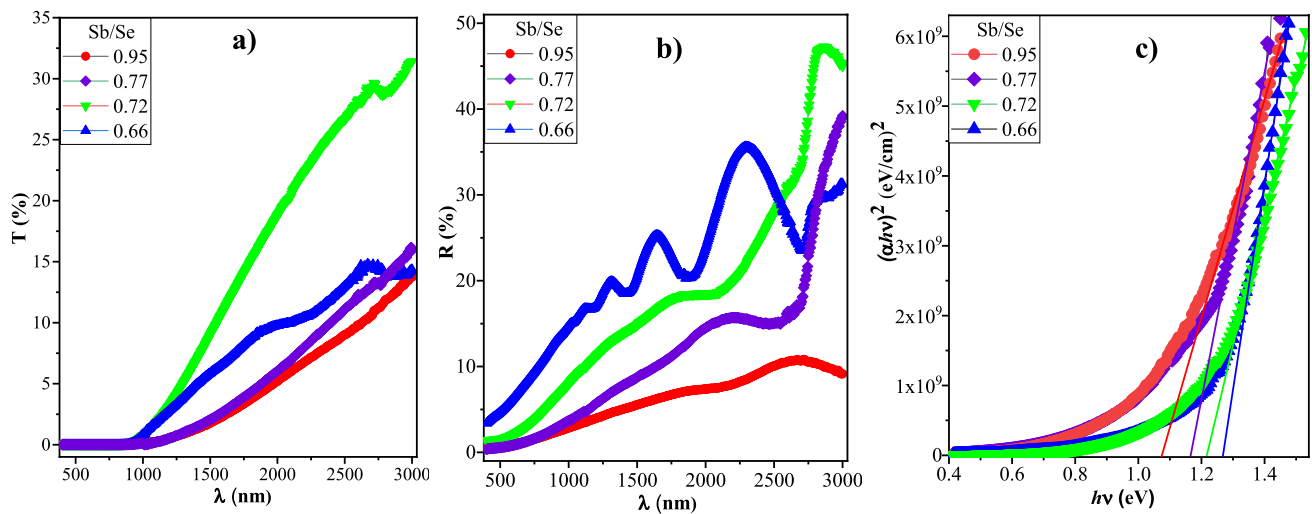 a)
Sb/Se
0.95
0.77
0.72
0.66
35
30
25
20
15
10
5
0
T (%)
500
1000
1500
2000
2500
3000
λ (nm)
b)
Sb/Se
0.95
0.77
0.72
0.66
50
40
30
20
10
0
R (%)
500
1000
1500
2000
2500
3000
λ (nm)
c)
Sb/Se
0.95
0.77
0.72
0.66
6x10⁹
5x10⁹
4x10⁹
3x10⁹
2x10⁹
1x10⁹
0
(αhν)² (eV/cm)²
0.4
0.6
0.8
1.0
1.2
1.4
hν (eV)